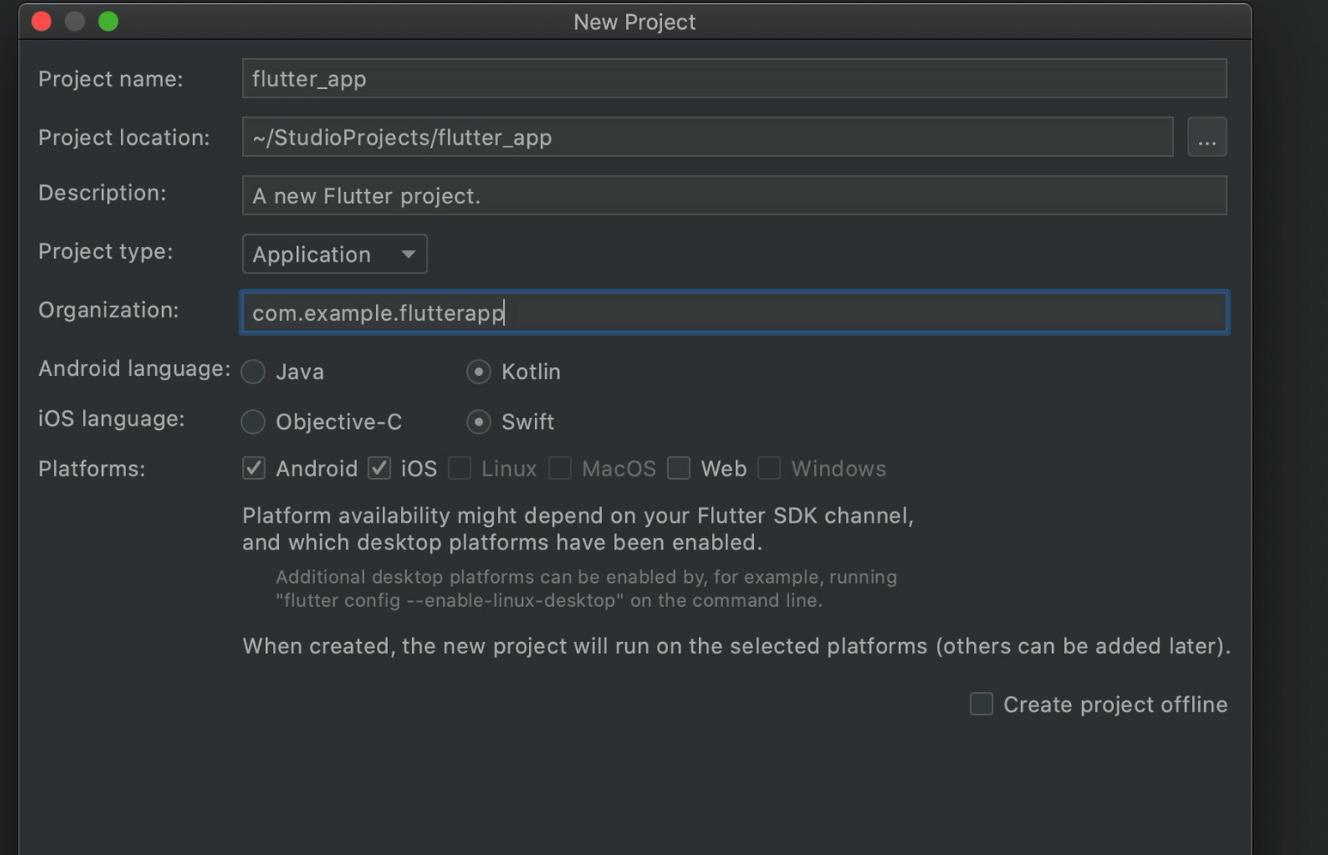 New Project
Project name: flutter_app
Project location: ~/StudioProjects/flutter_app ...
Description: A new Flutter project.
Project type: Application
Organization: com.example.flutterapp
Android language: Java Kotlin
iOS language: Objective-C Swift
Platforms: Android iOS Linux MacOS Web Windows
Platform availability might depend on your Flutter SDK channel,
and which desktop platforms have been enabled.
Additional desktop platforms can be enabled by, for example, running
"flutter config --enable-linux-desktop" on the command line.
When created, the new project will run on the selected platforms (others can be added later).
Create project offline